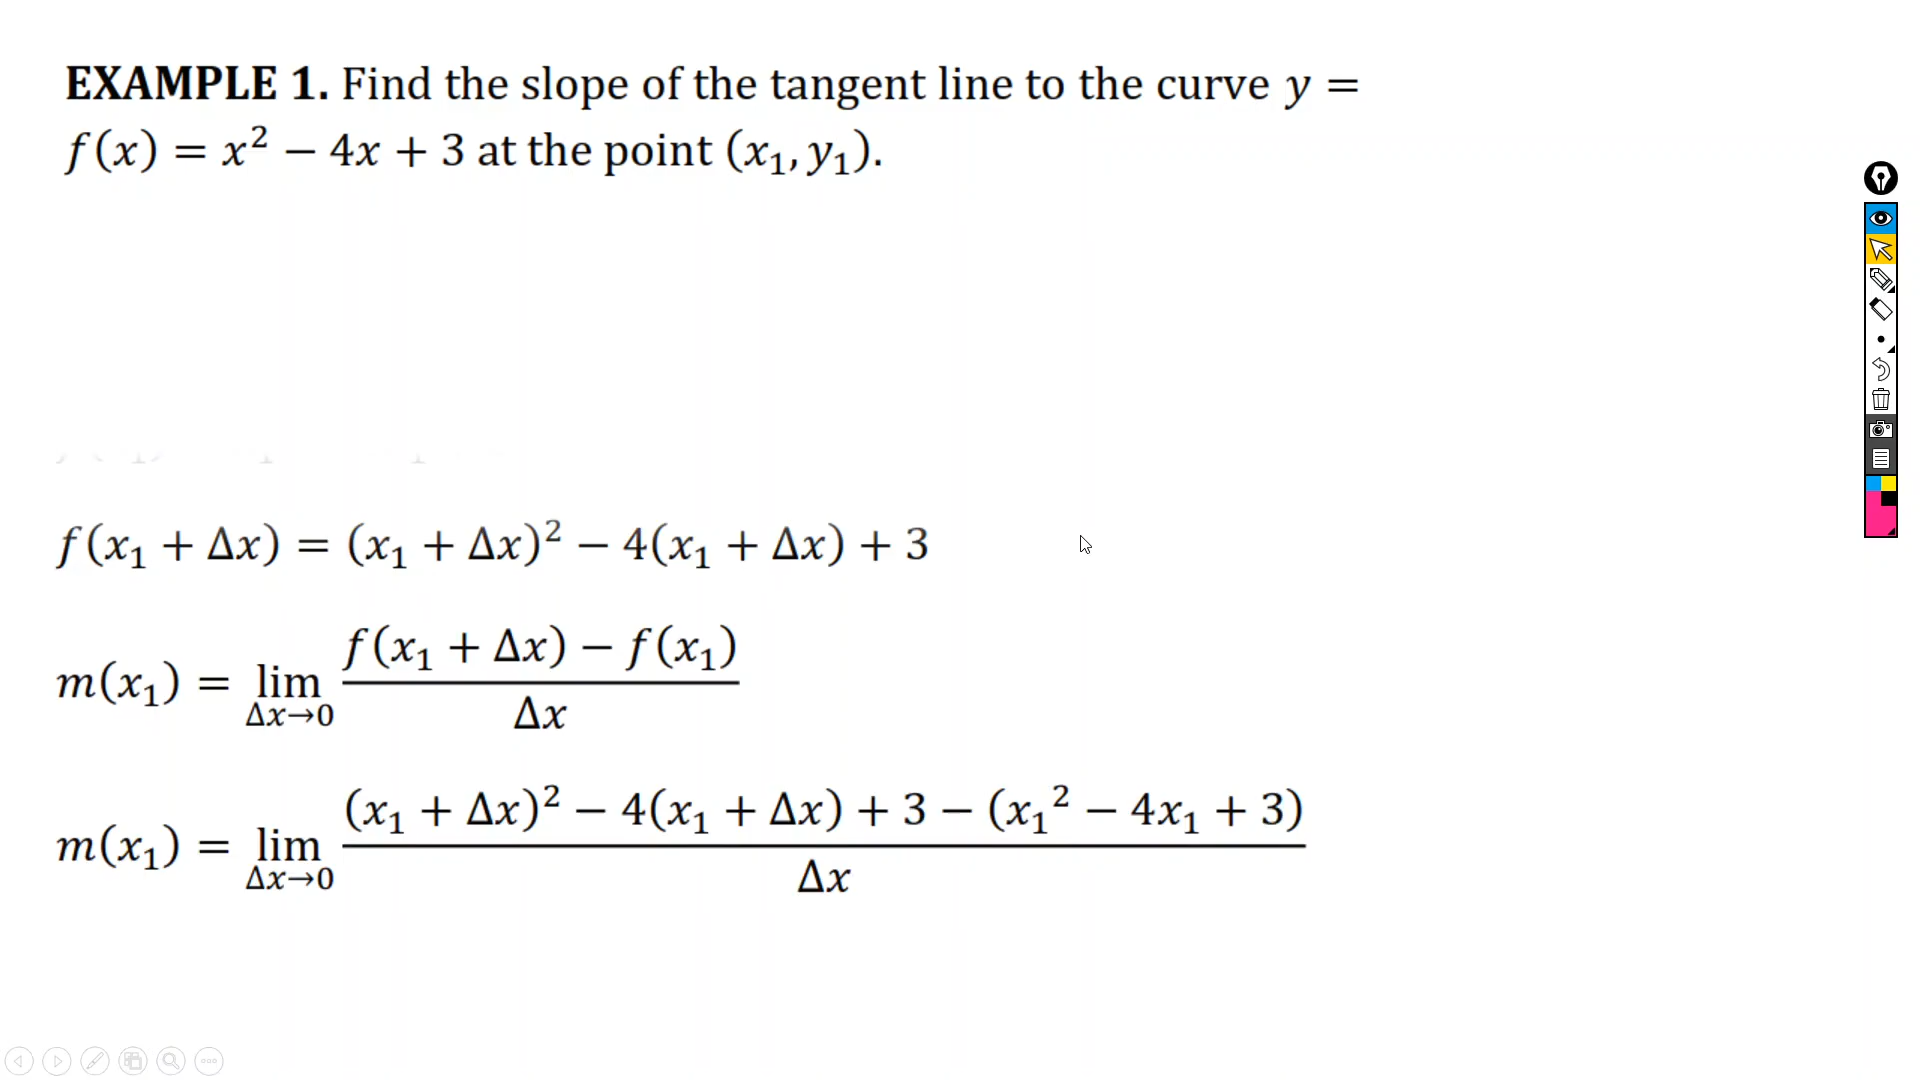 EXAMPLE 1. Find the slope of the tangent line to the curve y =
f(x) = x² − 4x + 3 at the point (x₁, y₁).
f(x₁ + Δx) = (x₁ + Δx)² − 4(x₁ + Δx) + 3
m(x₁) = lim_{Δx→0} \frac{f(x₁ + Δx) − f(x₁)}{Δx}
m(x₁) = lim_{Δx→0} \frac{(x₁ + Δx)² − 4(x₁ + Δx) + 3 − (x₁² − 4x₁ + 3)}{Δx}